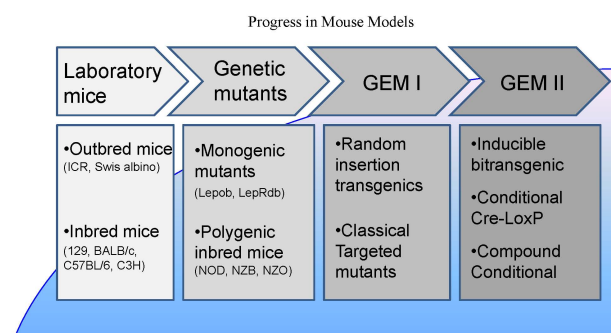 Progress in Mouse Models
Laboratory
mice
Genetic
mutants
GEM I
GEM II
•Outbred mice
(ICR, Swis albino)
•Inbred mice
(129, BALB/c,
C57BL/6, C3H)
•Monogenic
mutants
(Lepob, LepRdb)
•Polygenic
inbred mice
(NOD, NZB, NZO)
•Random
insertion
transgenics
•Classical
Targeted
mutants
•Inducible
bitransgenic
•Conditional
Cre-LoxP
•Compound
Conditional